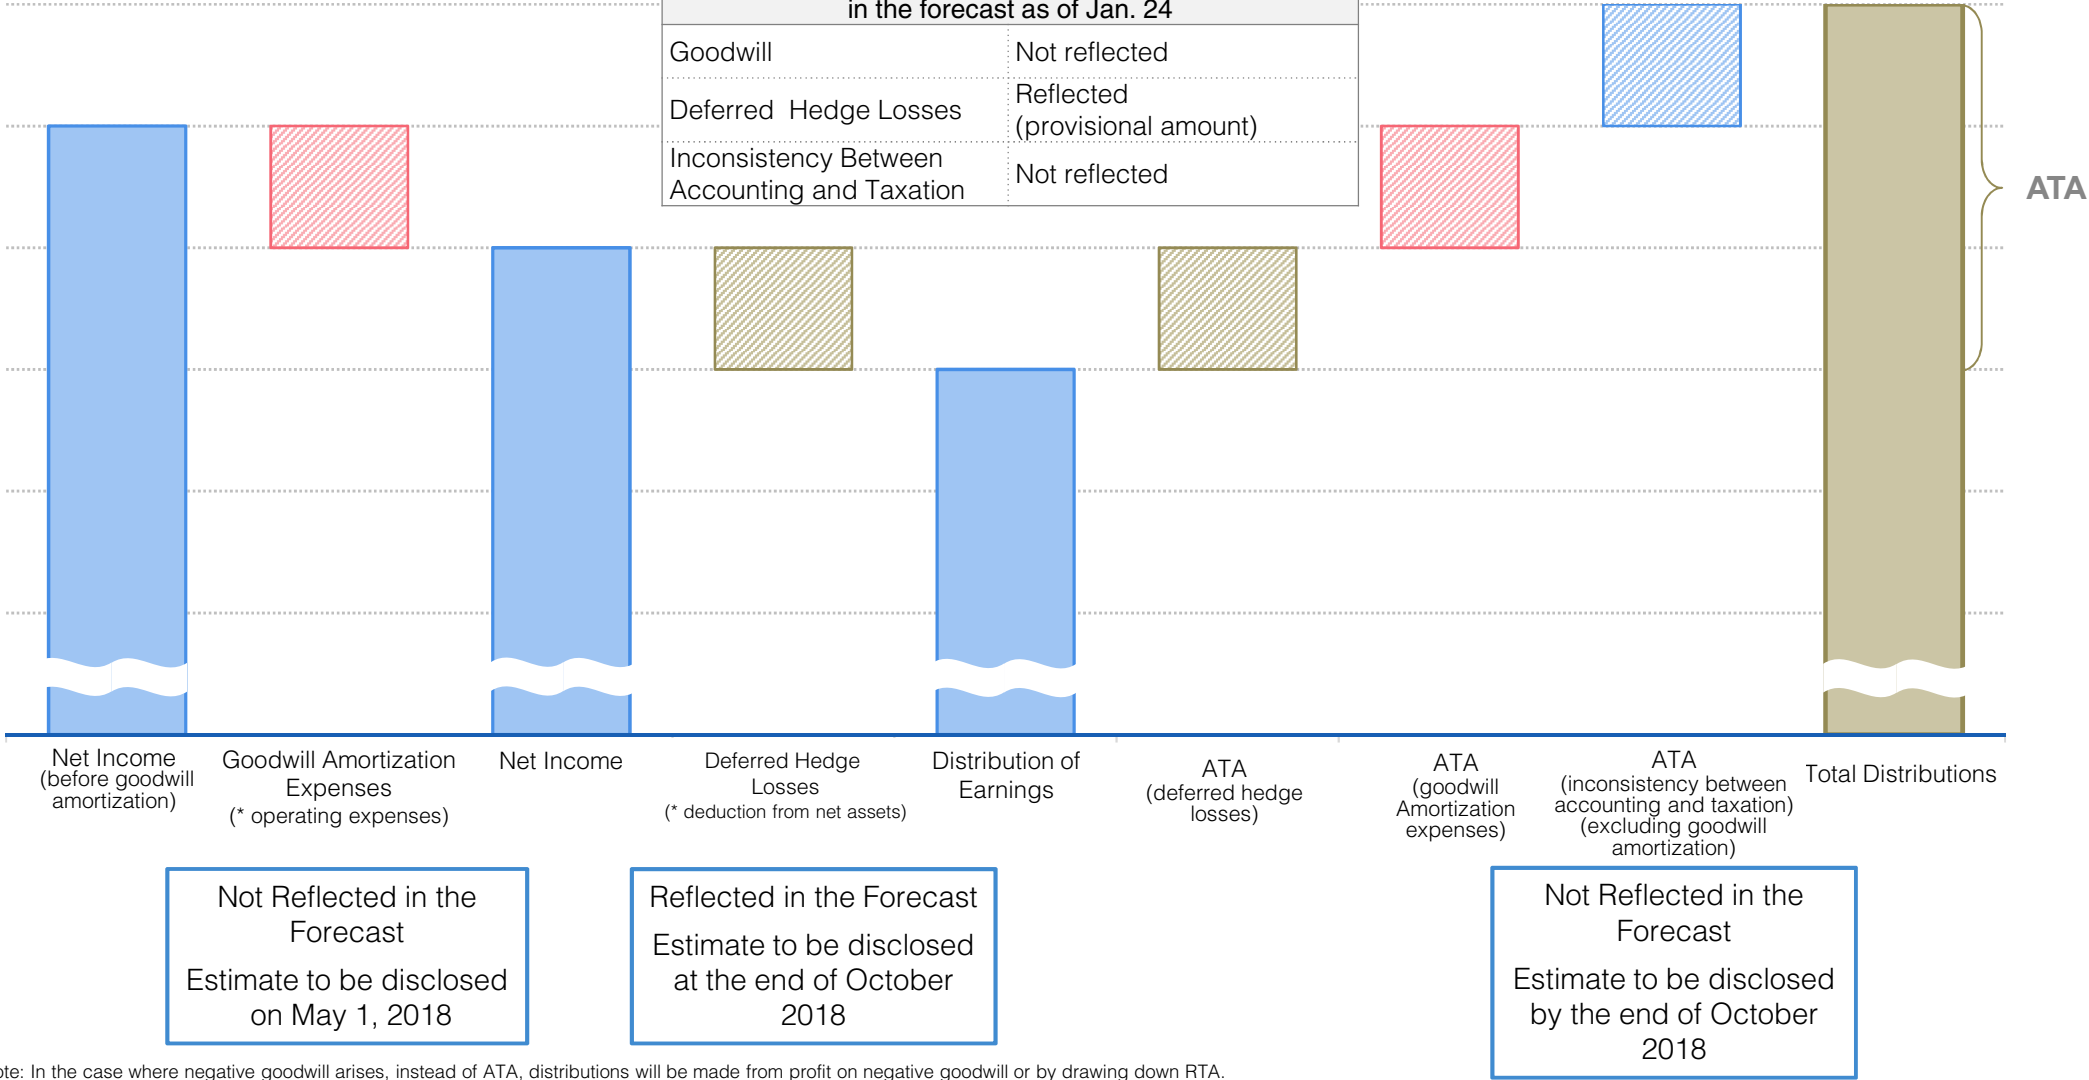 in the forecast as of Jan. 24
Goodwill
Not reflected
Deferred Hedge Losses
Reflected
(provisional amount)
Inconsistency Between
Accounting and Taxation
Not reflected
ATA
Net Income
(before goodwill
amortization)
Goodwill Amortization
Expenses
(* operating expenses)
Net Income
Deferred Hedge
Losses
(* deduction from net assets)
Distribution of
Earnings
ATA
(deferred hedge
losses)
ATA
(goodwill
Amortization
expenses)
ATA
(inconsistency between
accounting and taxation)
(excluding goodwill
amortization)
Total Distributions
Not Reflected in the
Forecast
Estimate to be disclosed
on May 1, 2018
Reflected in the Forecast
Estimate to be disclosed
at the end of October
2018
Not Reflected in the
Forecast
Estimate to be disclosed
by the end of October
2018
ote: In the case where negative goodwill arises, instead of ATA, distributions will be made from profit on negative goodwill or by drawing down RTA.